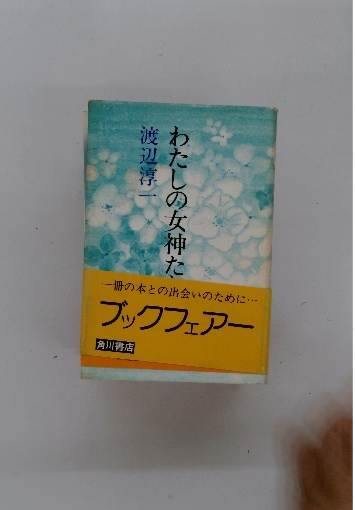 わたしの女神た
渡辺淳一
一冊の本との出会いのために…
ブックフェアー
角川書店